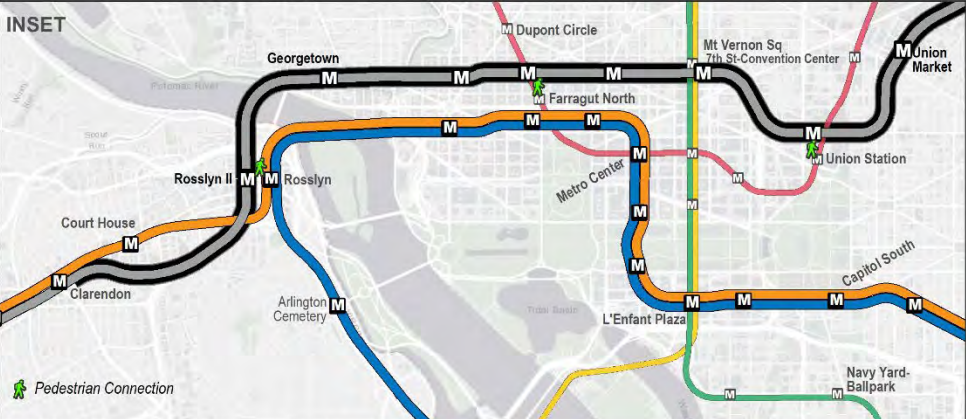 INSET
Dupont Circle
Georgetown
Mt Vernon Sq
7th St-Convention Center
Union
Market
Potomac River
Farragut North
Union Station
Rosslyn II
Rosslyn
Metro Center
Court House
Clarendon
Capitol South
Arlington
Cemetery
Tidal Basin
L'Enfant Plaza
Navy Yard-
Ballpark
Pedestrian Connection